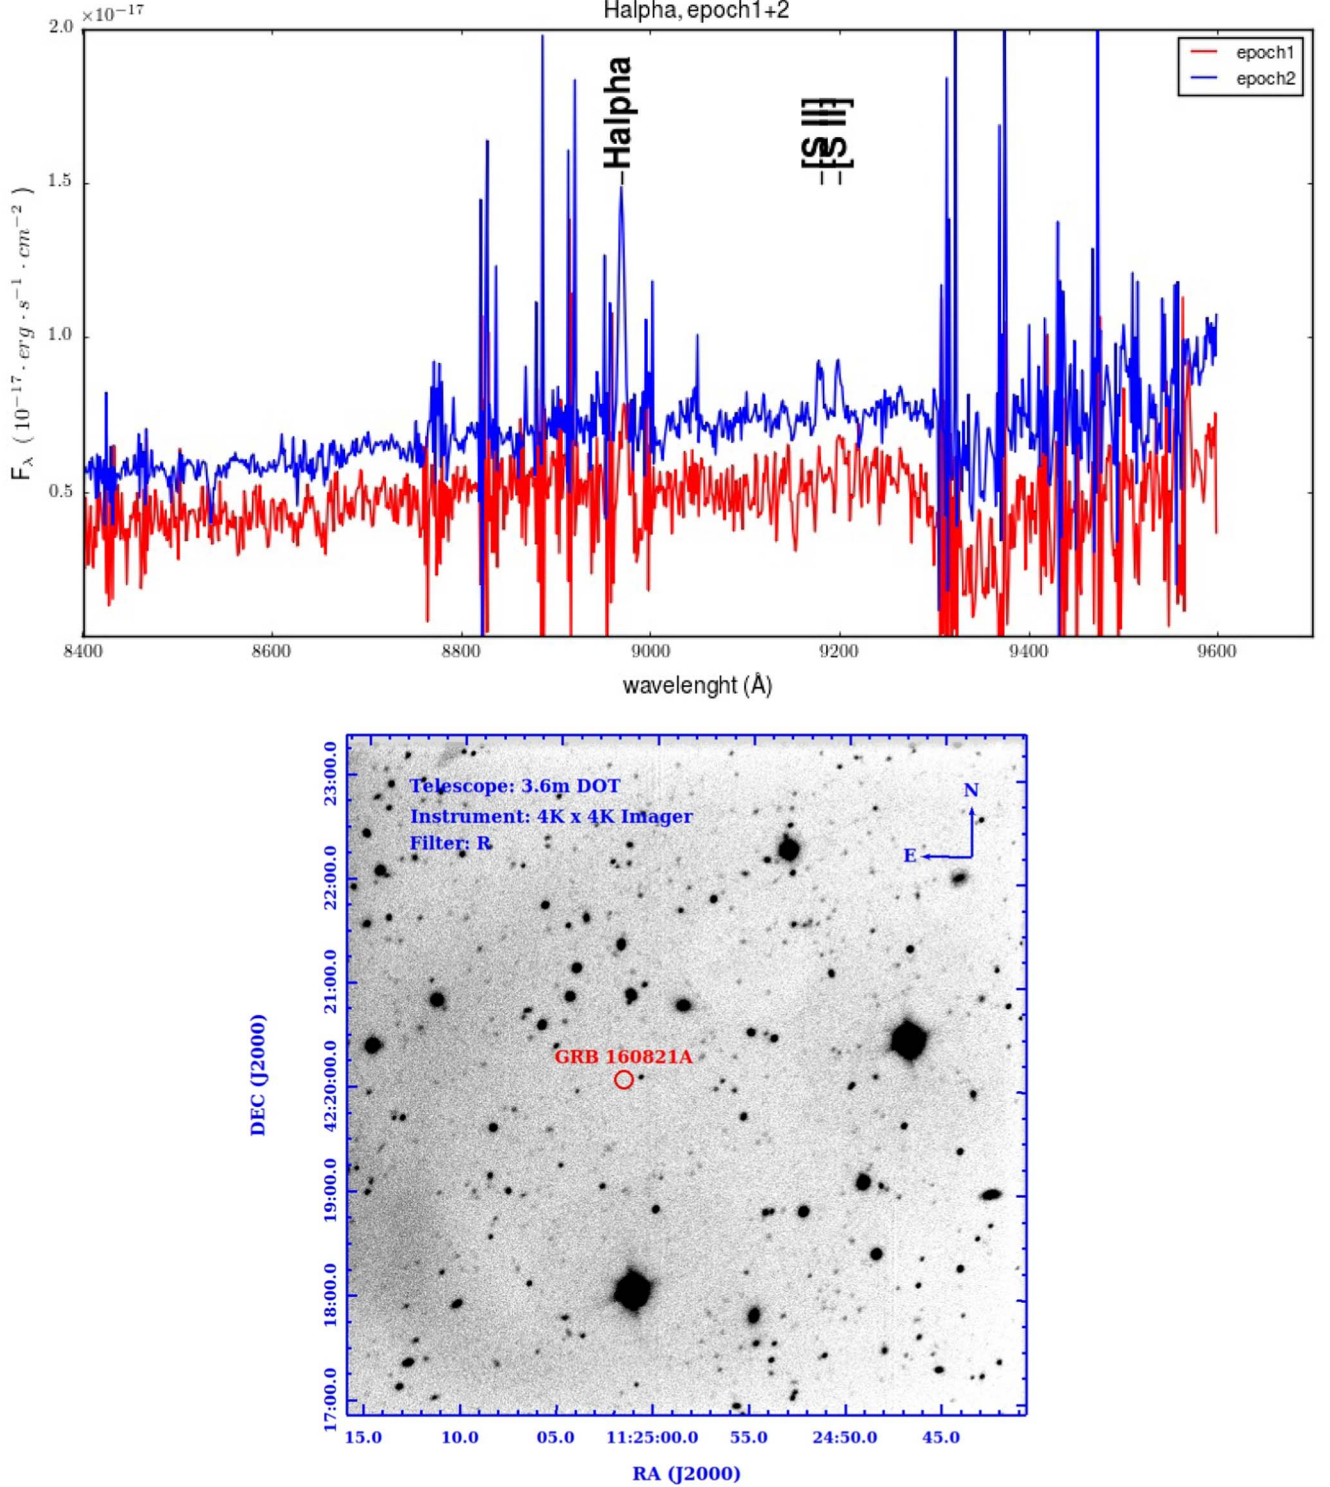 Halpha, epoch1+2
×10−17
2.0
1.5
1.0
0.5
Fλ ( 10−17 · erg · s−1 · cm−2 )
epoch1
epoch2
Halpha
[S II]
[S II]
8400 8600 8800 9000 9200 9400 9600
wavelenght (Å)
Telescope: 3.6m DOT
Instrument: 4K x 4K Imager
Filter: R
N
E
GRB 160821A
23:00.0
22:00.0
21:00.0
42:20:00.0
19:00.0
18:00.0
17:00.0
DEC (J2000)
15.0 10.0 05.0 11:25:00.0 55.0 24:50.0 45.0
RA (J2000)